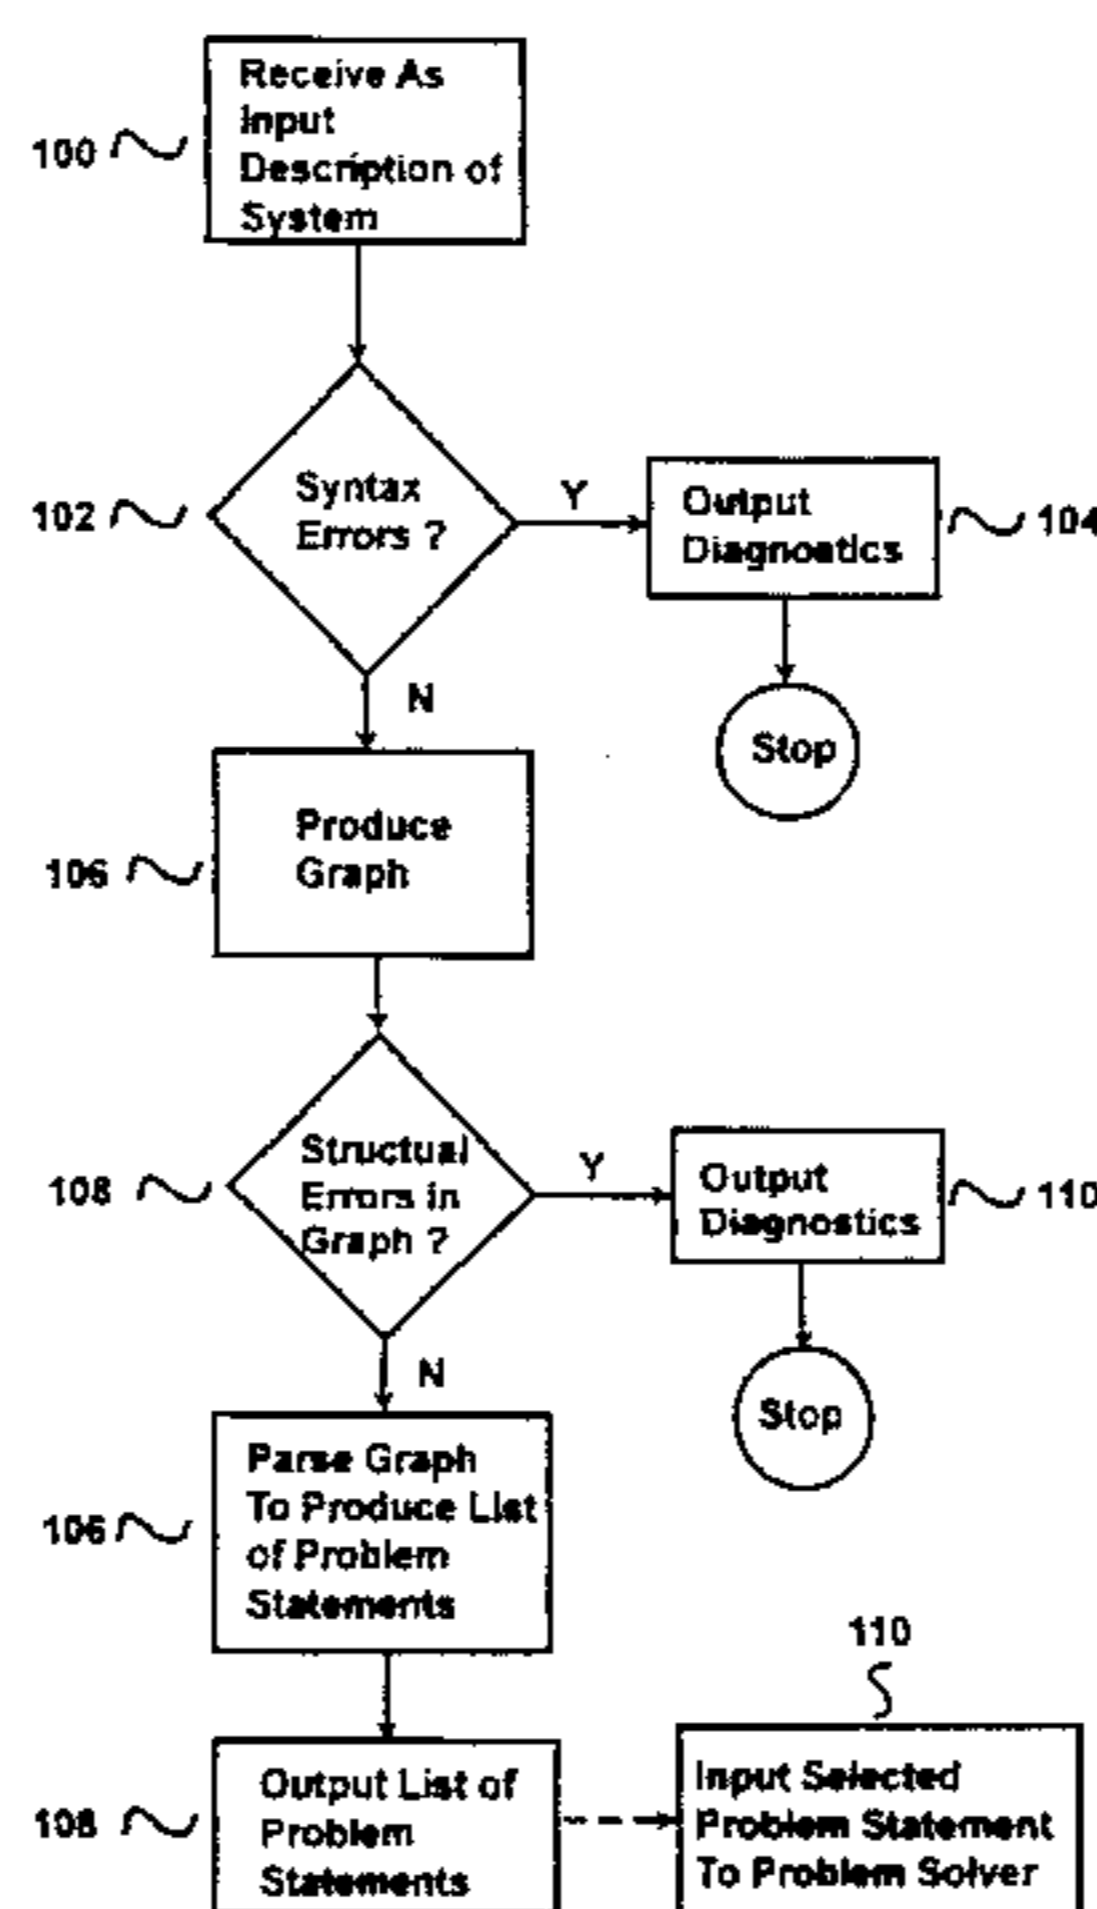 Receive As
Input
Description of
System
100
Syntax
Errors ?
102
Y
Output
Diagnostics
104
Stop
N
Produce
Graph
106
Structual
Errors in
Graph ?
108
Y
Output
Diagnostics
110
Stop
N
Parse Graph
To Produce List
of Problem
Statements
106
110
Output List of
Problem
Statements
108
Input Selected
Problem Statement
To Problem Solver